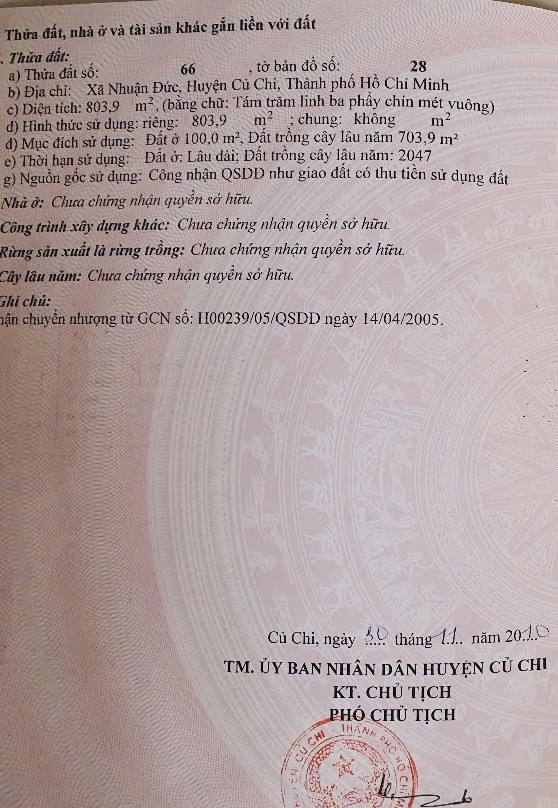 Thửa đất, nhà ở và tài sản khác gắn liền với đất
. Thửa đất:
a) Thửa đất số: 66 , tờ bản đồ số: 28
b) Địa chỉ: Xã Nhuận Đức, Huyện Củ Chi, Thành phố Hồ Chí Minh
c) Diện tích: 803,9 m², (bằng chữ: Tám trăm linh ba phẩy chín mét vuông)
d) Hình thức sử dụng: riêng: 803,9 m² ; chung: không m²
đ) Mục đích sử dụng: Đất ở 100,0 m², Đất trồng cây lâu năm 703,9 m²
e) Thời hạn sử dụng: Đất ở: Lâu dài; Đất trồng cây lâu năm: 2047
g) Nguồn gốc sử dụng: Công nhận QSDĐ như giao đất có thu tiền sử dụng đất
Nhà ở: Chưa chứng nhận quyền sở hữu.
Công trình xây dựng khác: Chưa chứng nhận quyền sở hữu.
Rừng sản xuất là rừng trồng: Chưa chứng nhận quyền sở hữu.
Cây lâu năm: Chưa chứng nhận quyền sở hữu.
Ghi chú:
hận chuyển nhượng từ GCN số: H00239/05/QSDĐ ngày 14/04/2005.
Củ Chi, ngày 30 tháng 11 năm 2010
TM. ỦY BAN NHÂN DÂN HUYỆN CỦ CHI
KT. CHỦ TỊCH
PHÓ CHỦ TỊCH
ỆN CỦ CHI - THÀNH PHỐ HỒ CHÍ